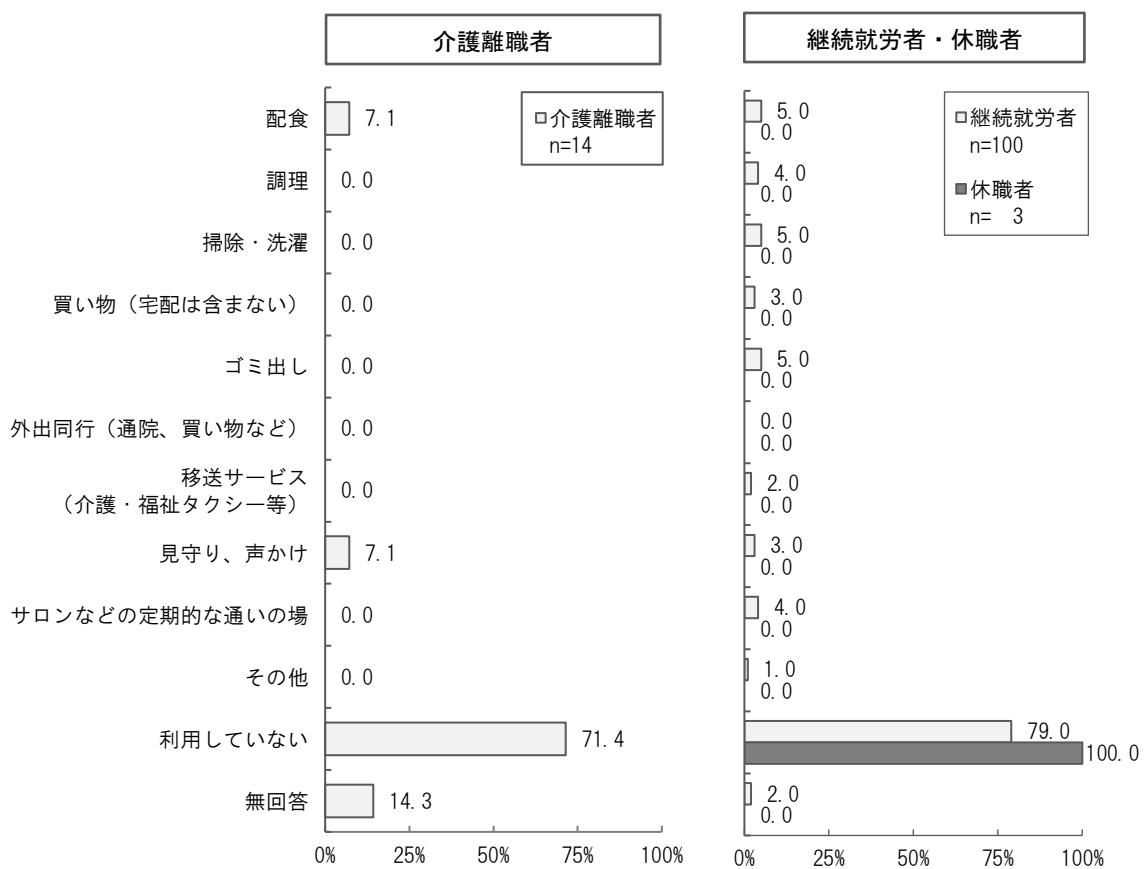 介護離職者
継続就労者・休職者
介護離職者
n=14
継続就労者
n=100
休職者
n= 3
配食
7.1
5.0
0.0
調理
0.0
4.0
0.0
掃除・洗濯
0.0
5.0
0.0
買い物（宅配は含まない）
0.0
3.0
0.0
ゴミ出し
0.0
5.0
0.0
外出同行（通院、買い物など）
0.0
0.0
0.0
移送サービス
（介護・福祉タクシー等）
0.0
2.0
0.0
見守り、声かけ
7.1
3.0
0.0
サロンなどの定期的な通いの場
0.0
4.0
0.0
その他
0.0
1.0
0.0
利用していない
71.4
79.0
100.0
無回答
14.3
2.0
0.0
0% 25% 50% 75% 100%
0% 25% 50% 75% 100%